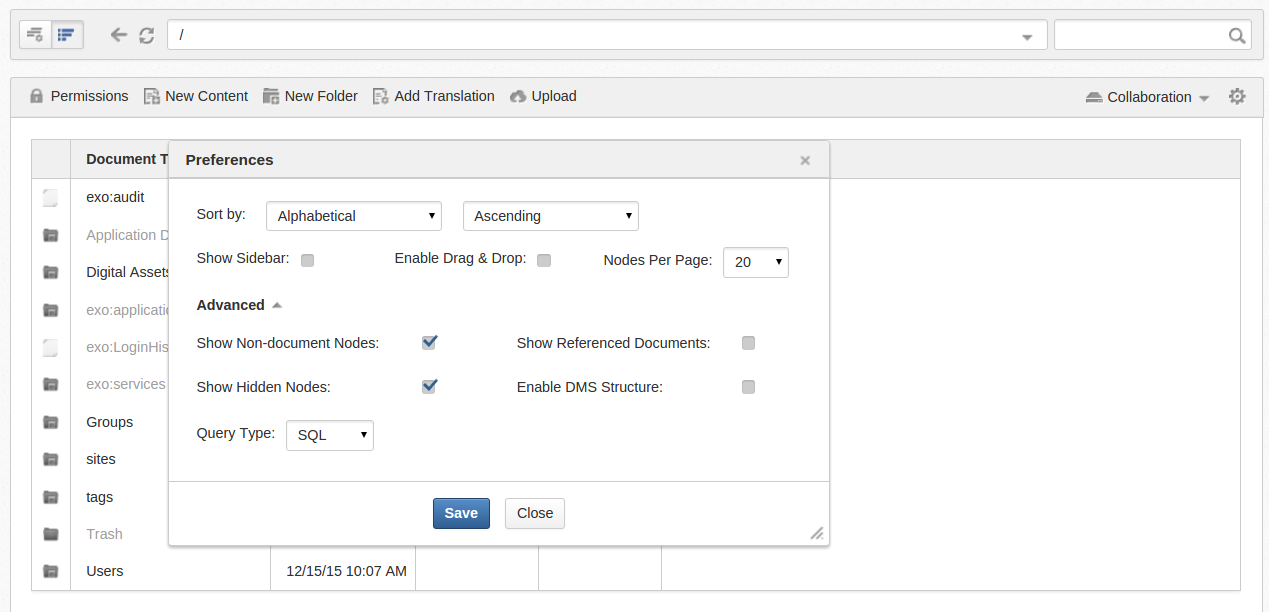 /
Permissions New Content New Folder Add Translation Upload Collaboration
Document T
Preferences ×
exo:audit
Sort by: Alphabetical Ascending
Application D
Show Sidebar: Enable Drag & Drop: Nodes Per Page: 20
Digital Assets
Advanced
exo:applicatio
Show Non-document Nodes: Show Referenced Documents:
exo:LoginHis
Show Hidden Nodes: Enable DMS Structure:
exo:services
Groups
Query Type: SQL
sites
tags
Save Close
Trash
Users 12/15/15 10:07 AM